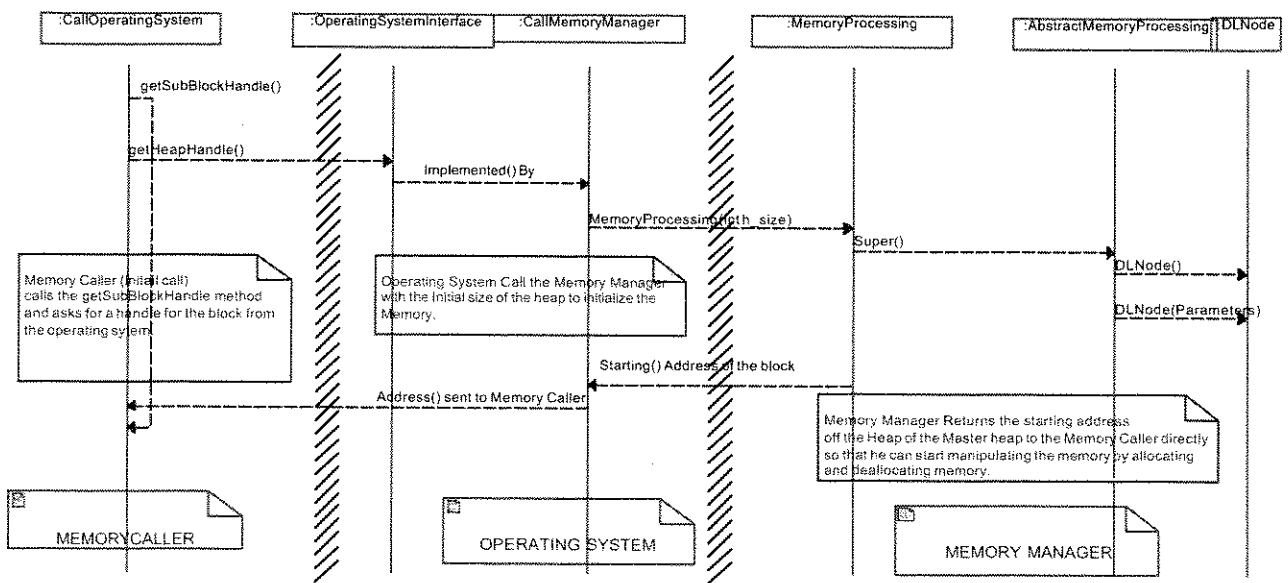 :CallOperatingSystem
:OperatingSystemInterface
:CallMemoryManager
:MemoryProcessing
:AbstractMemoryProcessing
:DLNode
getSubBlockHandle()
getHeapHandle()
Implemented() By
MemoryProcessing(lpth_size)
Super()
DLNode()
DLNode(Parameters)
Memory Caller (Initail call)
calls the getSubBlockHandle method
and asks for a handle for the block from
the operating sytem
Operating System Call the Memory Manager
with the Initial size of the heap to initialize the
Memory.
Starting() Address of the block
Address() sent to Memory Caller
Memory Manager Returns the starting address
off the Heap of the Master heap to the Memory Caller directly
so that he can start manipulating the memory by allocating
and deallocating memory.
MEMORYCALLER
OPERATING SYSTEM
MEMORY MANAGER